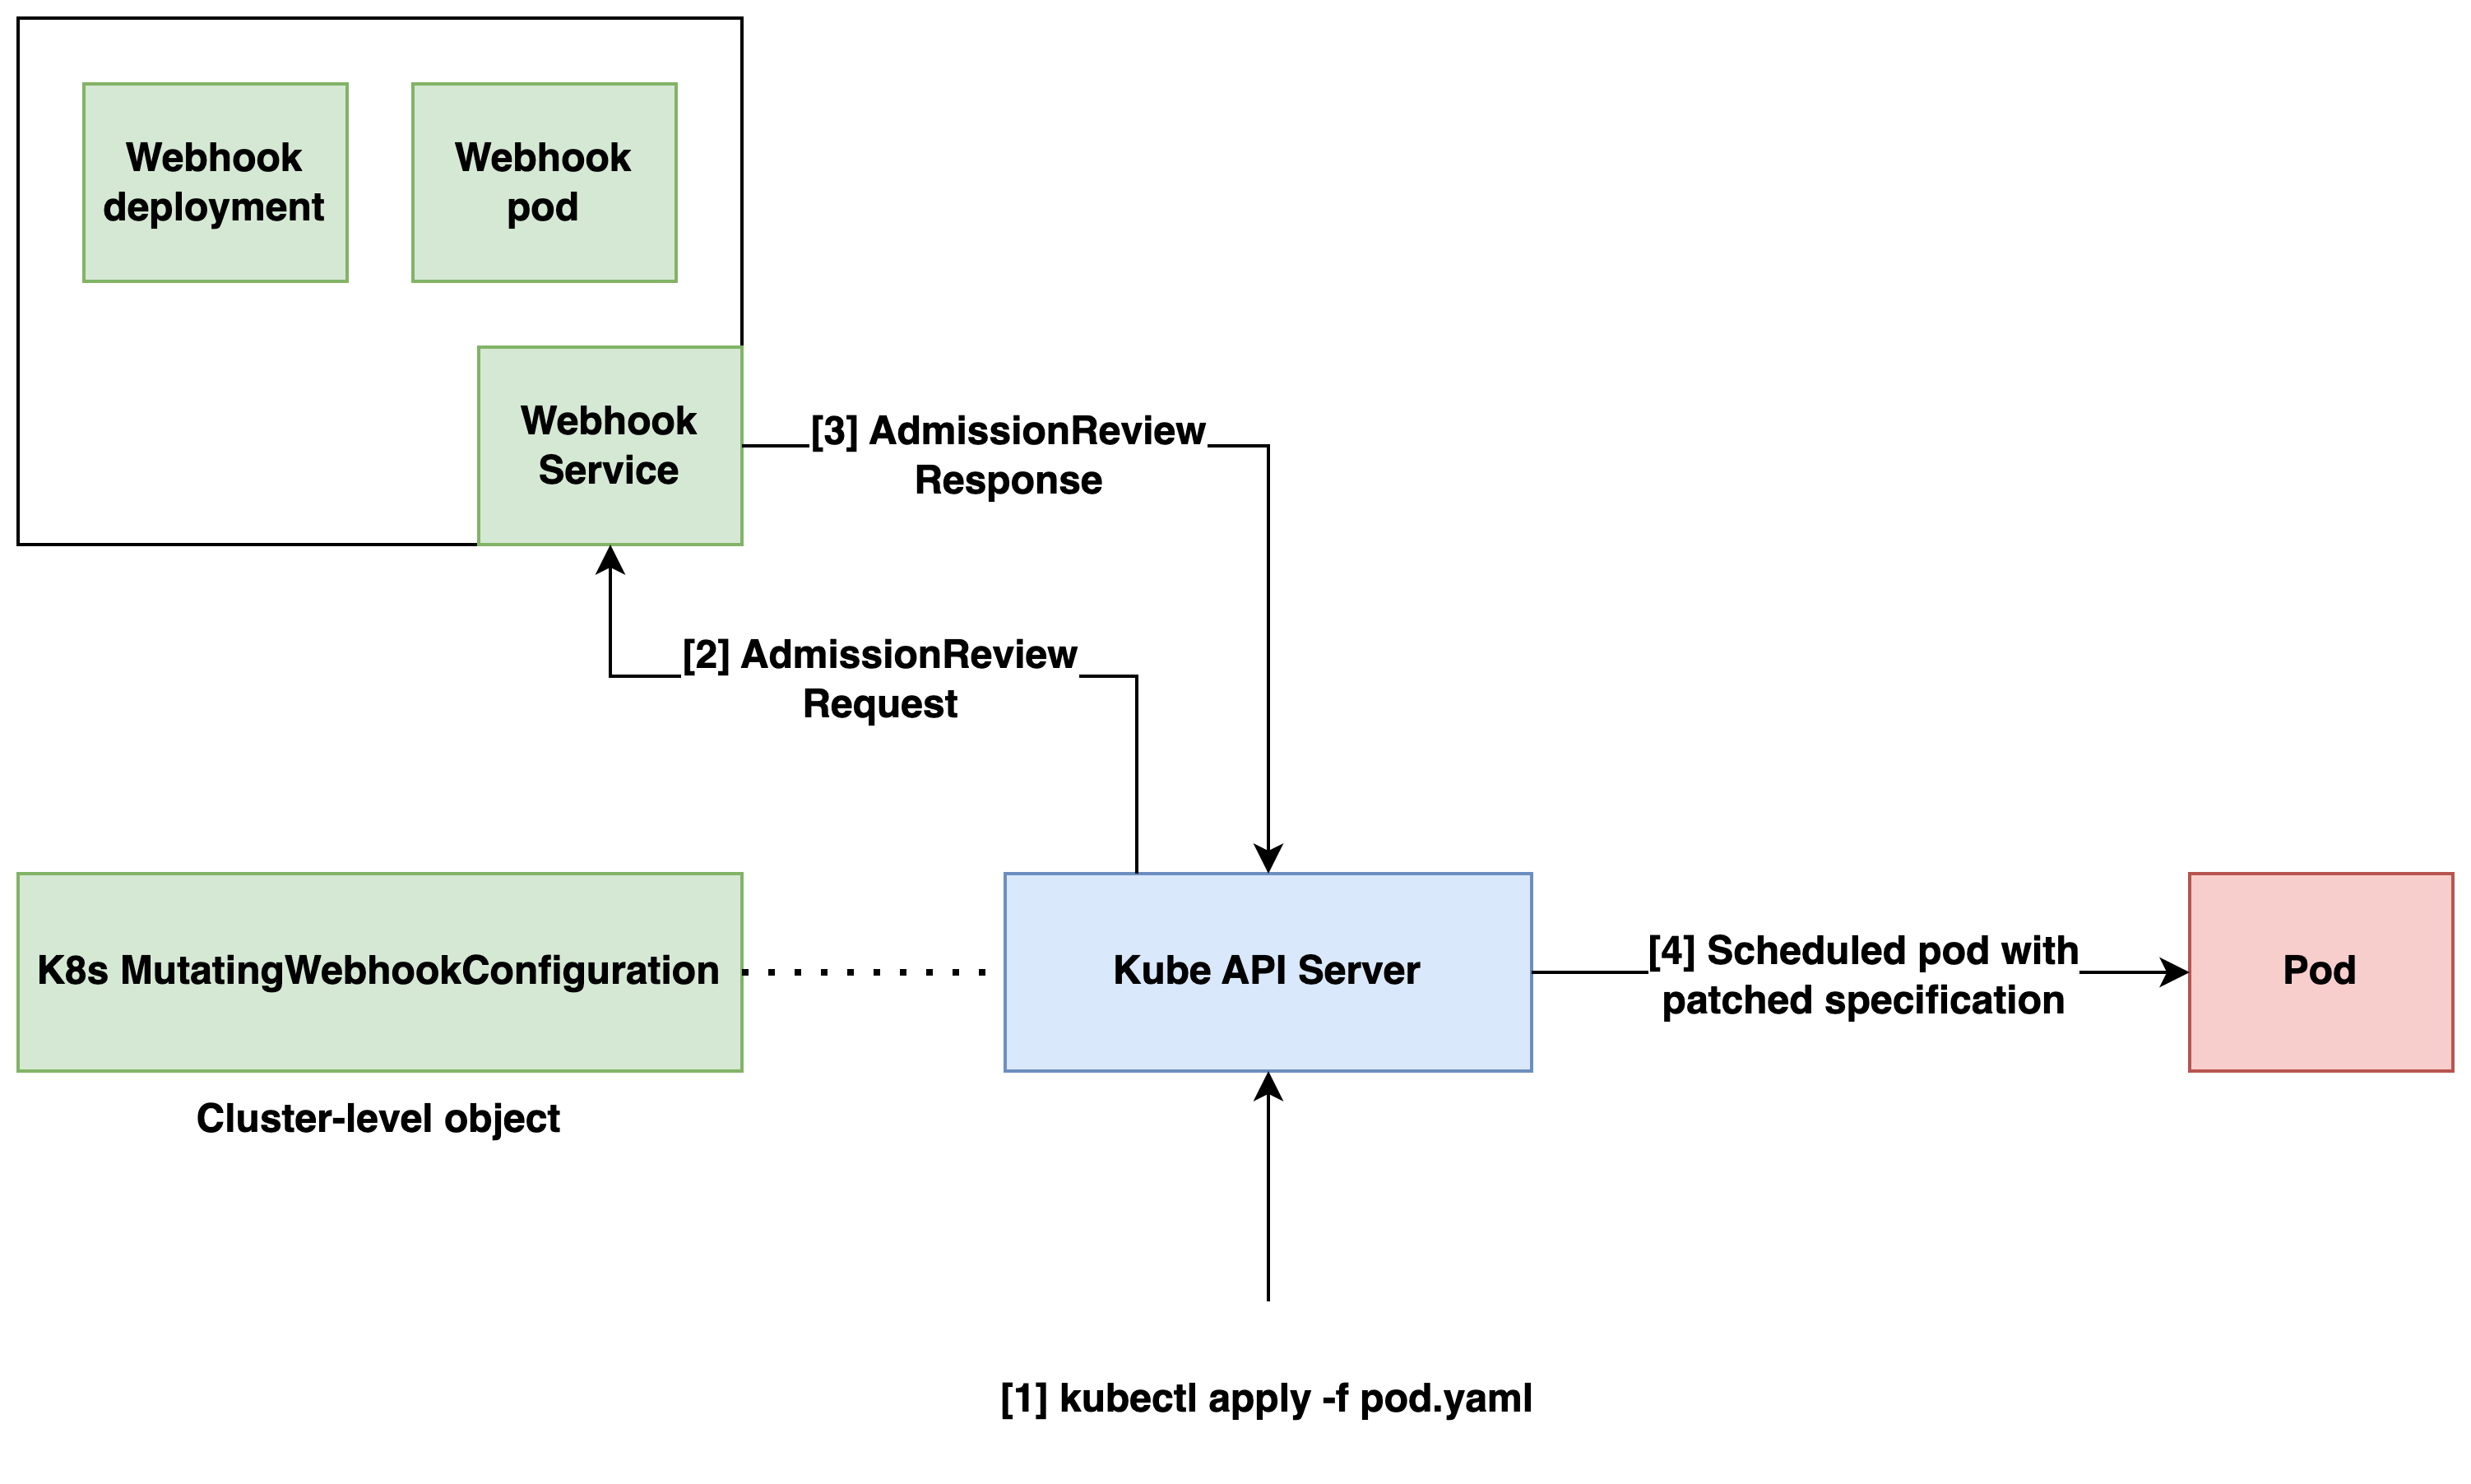 Webhook
deployment
Webhook
pod
Webhook
Service
[3] AdmissionReview
Response
[2] AdmissionReview
Request
K8s MutatingWebhookConfiguration
Kube API Server
[4] Scheduled pod with
patched specification
Pod
Cluster-level object
[1] kubectl apply -f pod.yaml